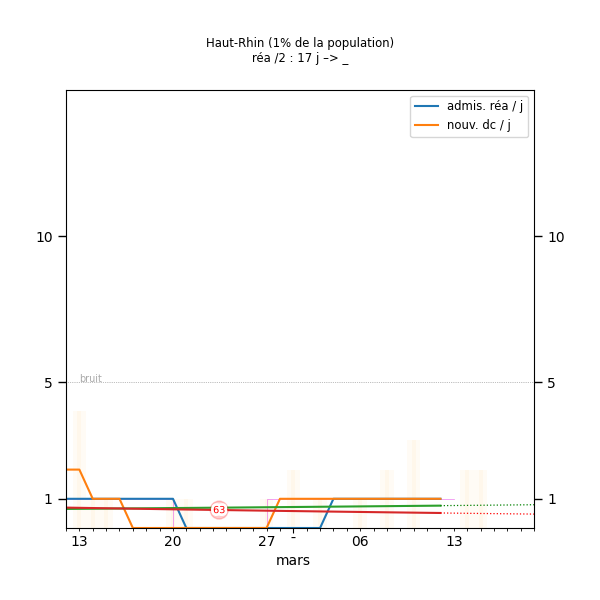 Haut-Rhin (1% de la population)
réa /2 : 17 j –> _
admis. réa / j
nouv. dc / j
10
10
bruit
5
5
1
1
63
13
20
27
-
06
13
mars